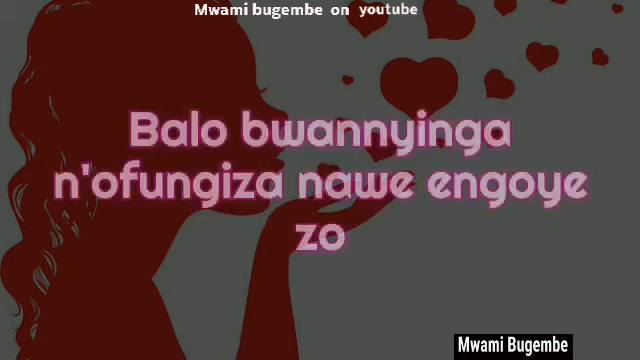 Mwami bugembe on youtube
Balo bwannyinga
n'ofungiza nawe engoye
zo
Mwami Bugembe